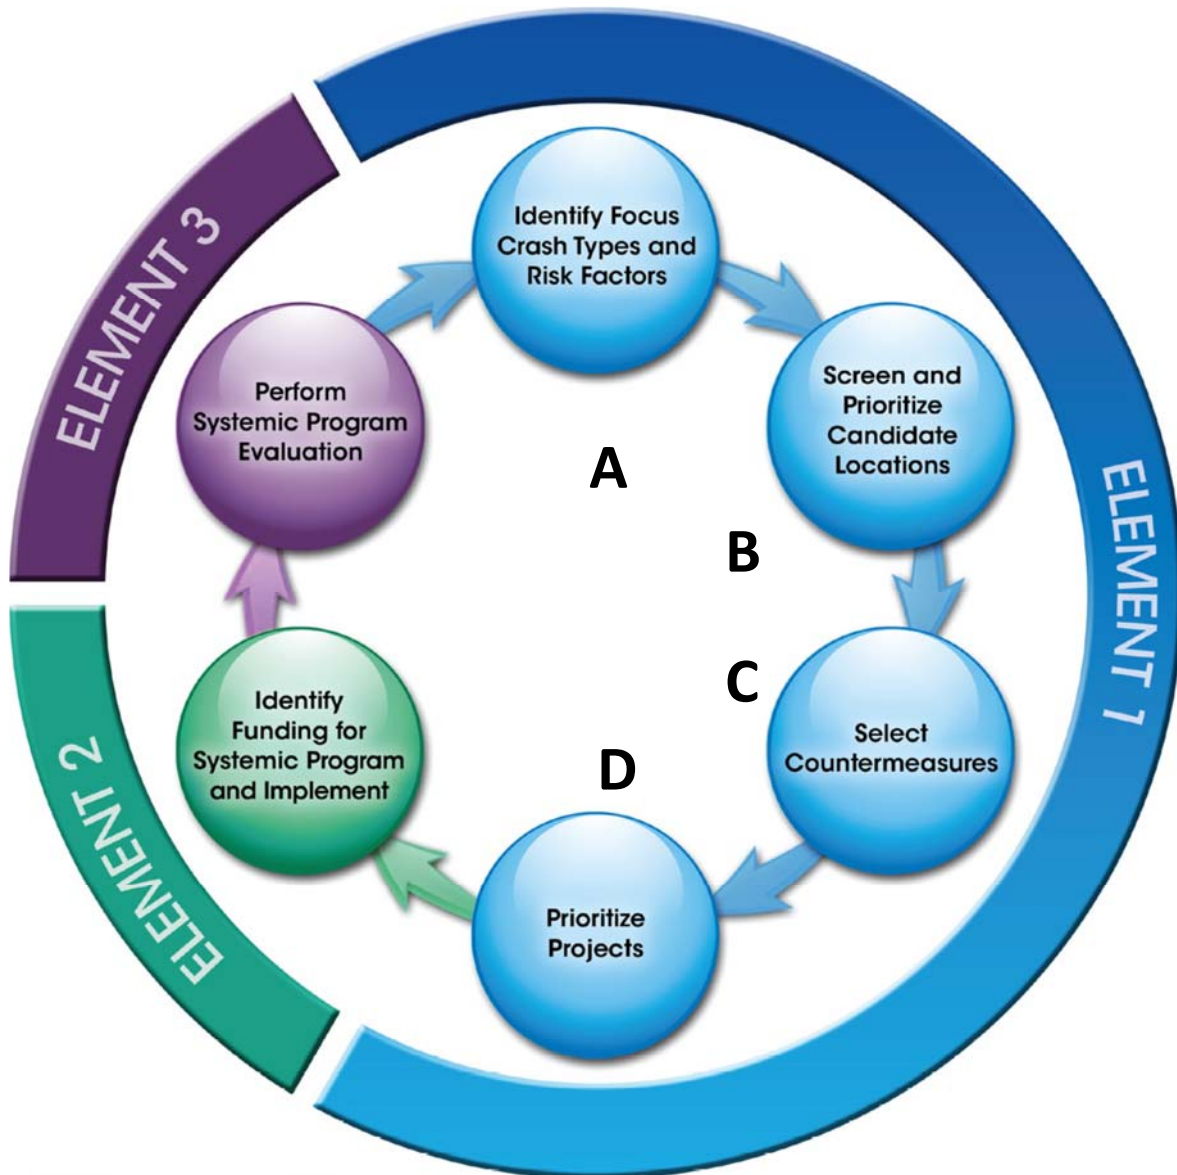 Identify Focus
Crash Types and
Risk Factors
Screen and
Prioritize
Candidate
Locations
Select
Countermeasures
Prioritize
Projects
Identify
Funding for
Systemic Program
and Implement
Perform
Systemic Program
Evaluation
A
B
C
D
ELEMENT 1
ELEMENT 2
ELEMENT 3